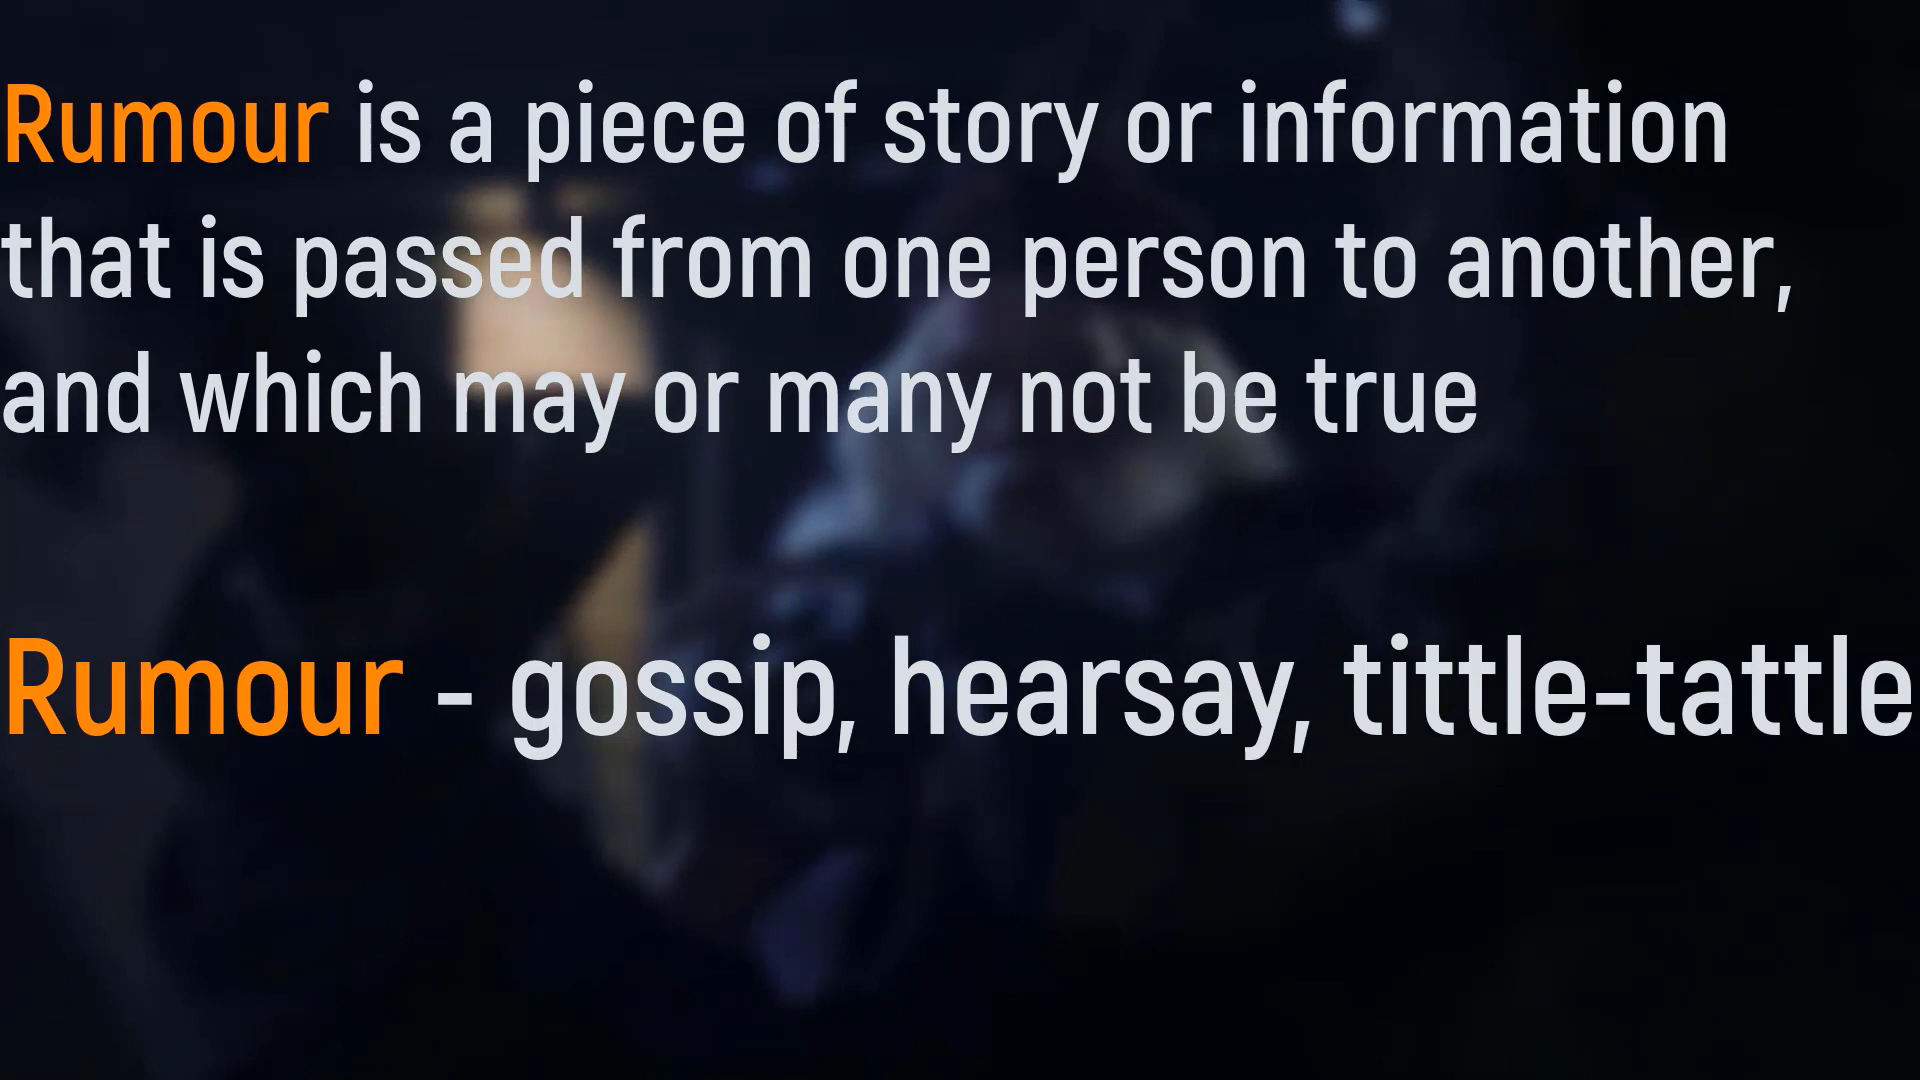 Rumour is a piece of story or information
that is passed from one person to another,
and which may or many not be true
Rumour - gossip, hearsay, tittle-tattle